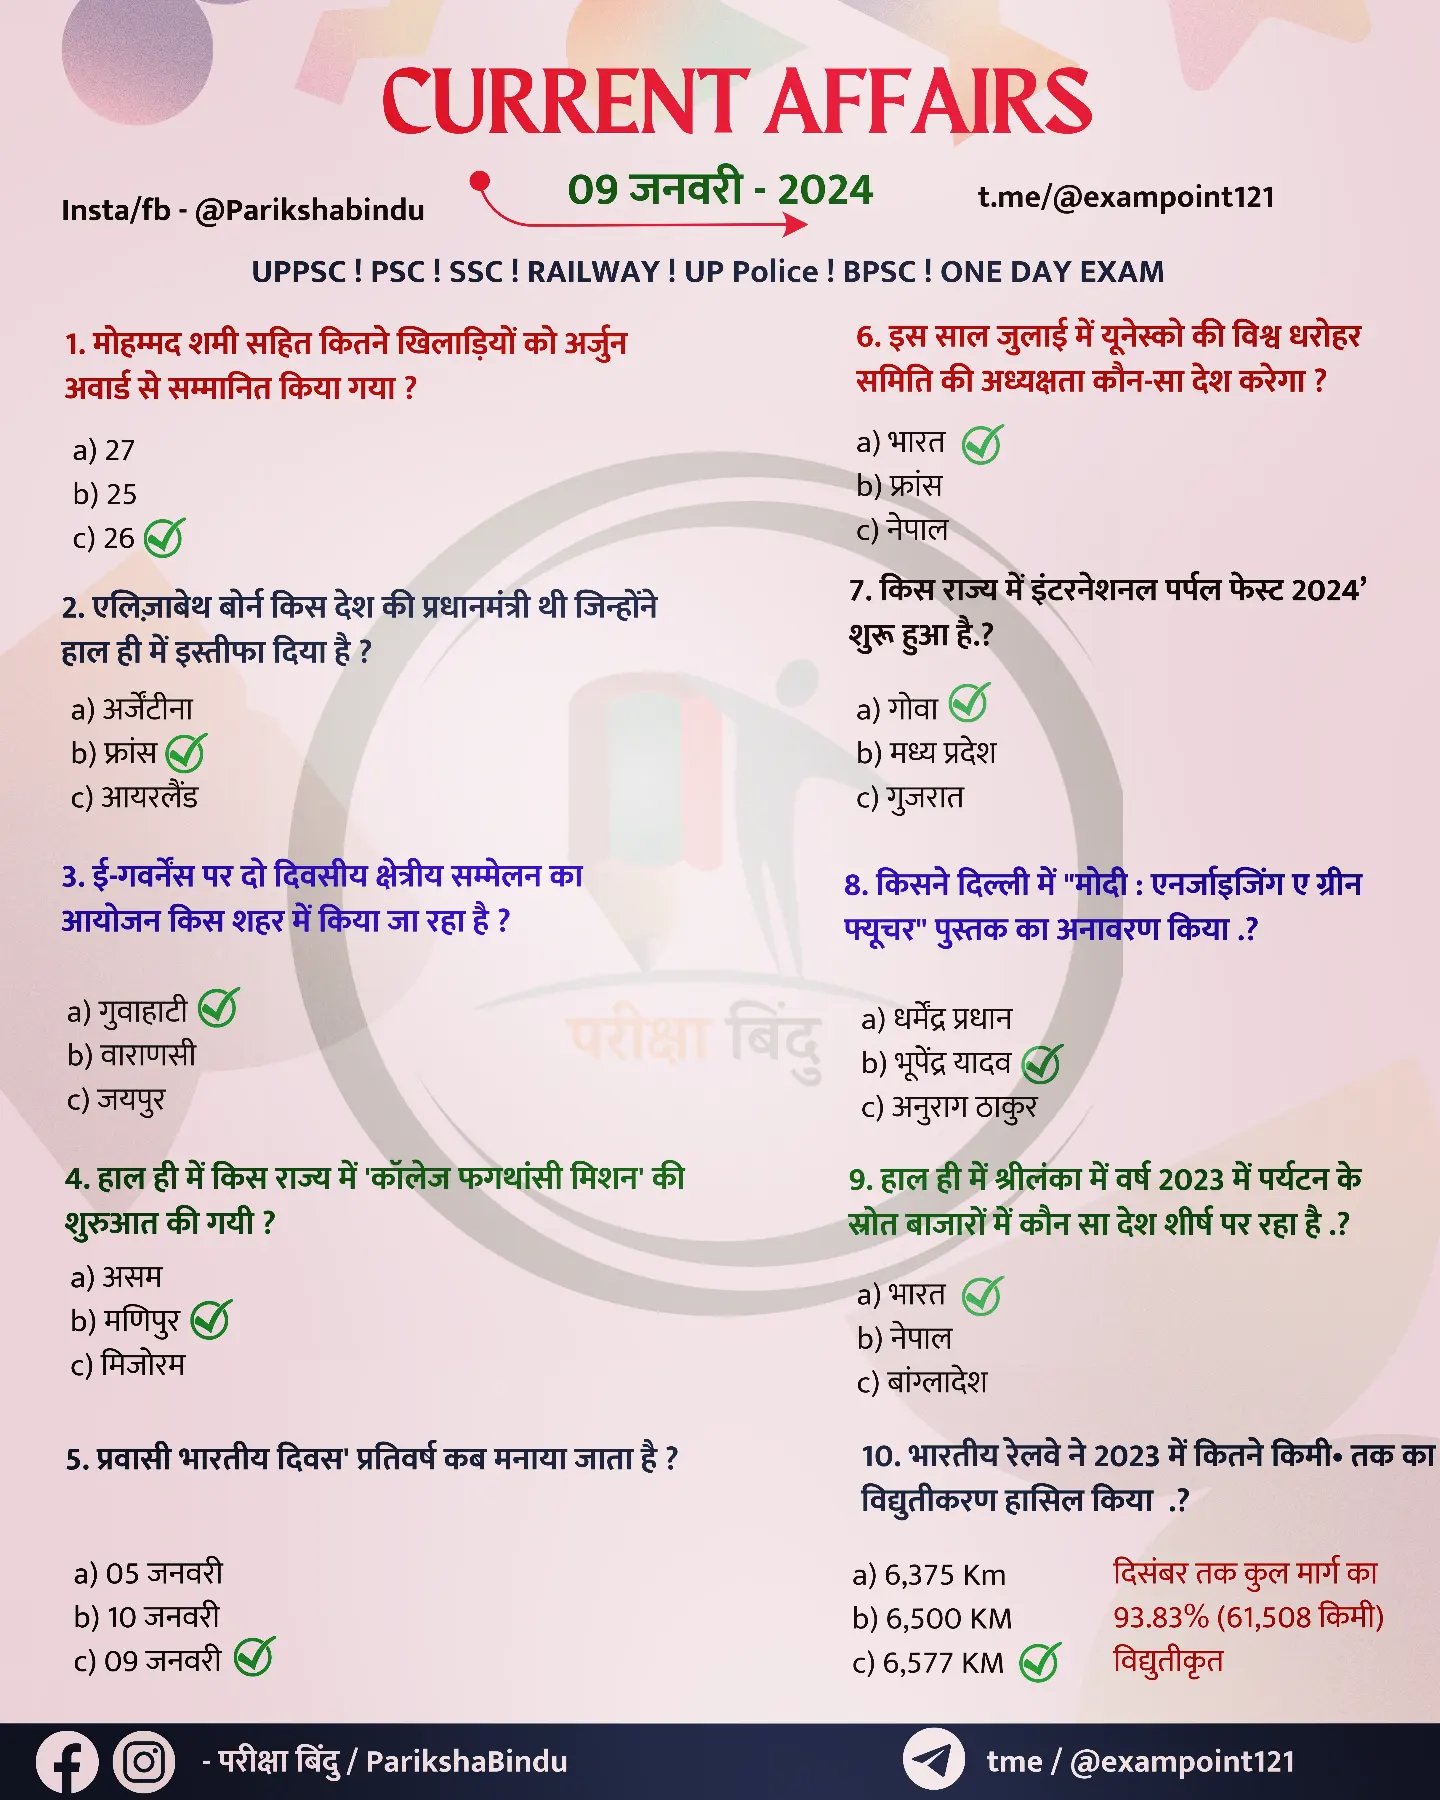 CURRENT AFFAIRS
09 जनवरी - 2024
Insta/fb - @Parikshabindu
t.me/@exampoint121
UPPSC ! PSC ! SSC ! RAILWAY ! UP Police ! BPSC ! ONE DAY EXAM
1. मोहम्मद शमी सहित कितने खिलाड़ियों को अर्जुन
अवार्ड से सम्मानित किया गया ?
a) 27
b) 25
c) 26
2. एलिज़ाबेथ बोर्न किस देश की प्रधानमंत्री थी जिन्होंने
हाल ही में इस्तीफा दिया है ?
a) अर्जेंटीना
b) फ्रांस
c) आयरलैंड
3. ई-गवर्नेंस पर दो दिवसीय क्षेत्रीय सम्मेलन का
आयोजन किस शहर में किया जा रहा है ?
a) गुवाहाटी
b) वाराणसी
c) जयपुर
4. हाल ही में किस राज्य में 'कॉलेज फगथांसी मिशन' की
शुरुआत की गयी ?
a) असम
b) मणिपुर
c) मिजोरम
5. प्रवासी भारतीय दिवस' प्रतिवर्ष कब मनाया जाता है ?
a) 05 जनवरी
b) 10 जनवरी
c) 09 जनवरी
6. इस साल जुलाई में यूनेस्को की विश्व धरोहर
समिति की अध्यक्षता कौन-सा देश करेगा ?
a) भारत
b) फ्रांस
c) नेपाल
7. किस राज्य में इंटरनेशनल पर्पल फेस्ट 2024’
शुरू हुआ है.?
a) गोवा
b) मध्य प्रदेश
c) गुजरात
8. किसने दिल्ली में "मोदी : एनर्जाइजिंग ए ग्रीन
फ्यूचर" पुस्तक का अनावरण किया .?
a) धर्मेंद्र प्रधान
b) भूपेंद्र यादव
c) अनुराग ठाकुर
9. हाल ही में श्रीलंका में वर्ष 2023 में पर्यटन के
स्रोत बाजारों में कौन सा देश शीर्ष पर रहा है .?
a) भारत
b) नेपाल
c) बांग्लादेश
10. भारतीय रेलवे ने 2023 में कितने किमी• तक का
विद्युतीकरण हासिल किया .?
a) 6,375 Km
b) 6,500 KM
c) 6,577 KM
दिसंबर तक कुल मार्ग का
93.83% (61,508 किमी)
विद्युतीकृत
परीक्षा बिंदु
- परीक्षा बिंदु / ParikshaBindu
tme / @exampoint121